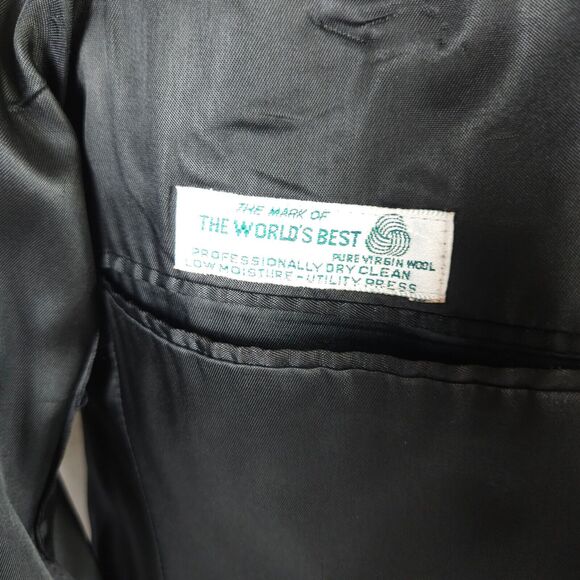 THE MARK OF
THE WORLD'S BEST
PURE VIRGIN WOOL
PROFESSIONALLY DRY CLEAN
LOW MOISTURE - UTILITY PRESS